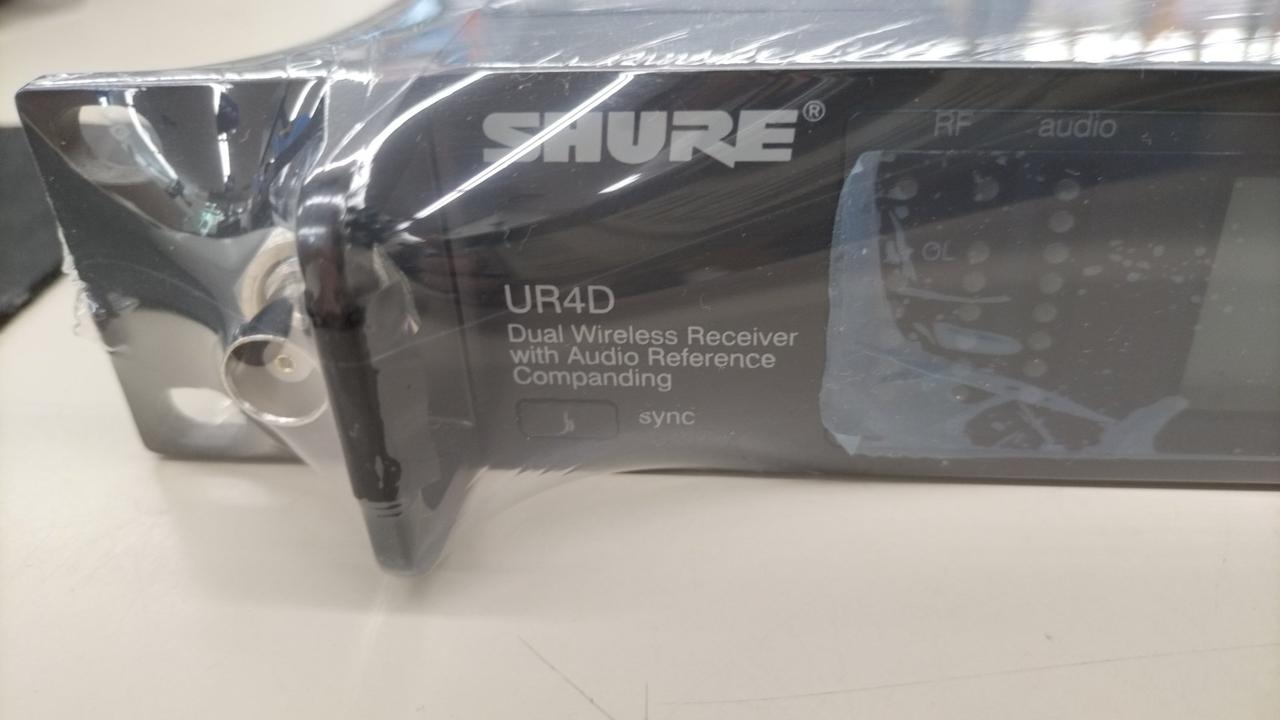 SHURE®
RF audio
OL
UR4D
Dual Wireless Receiver
with Audio Reference
Companding
sync